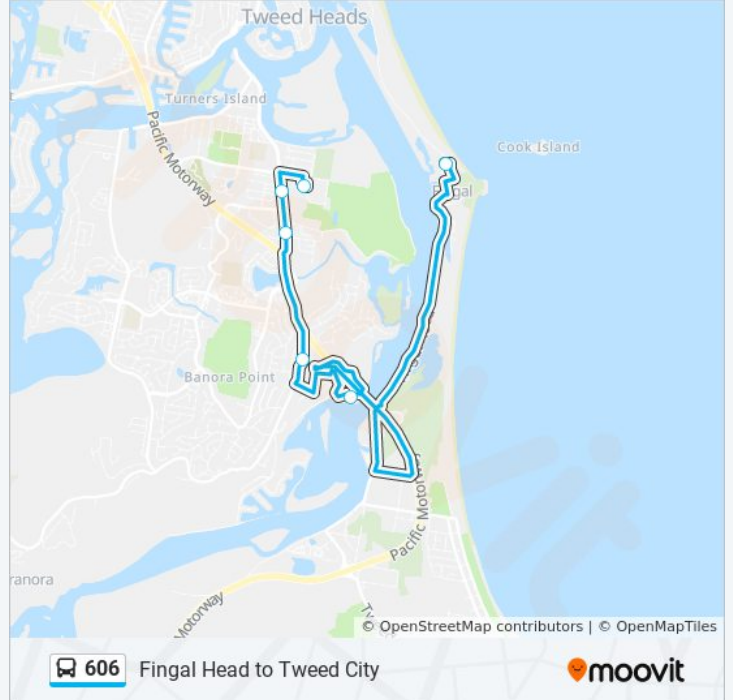 Tweed Heads
Turners Island
Pacific Motorway
Cook Island
Fingal
Banora Point
Pacific Motorway
ranora
Motorway
Tw
© OpenStreetMap contributors | © OpenMapTiles
606 Fingal Head to Tweed City
moovit